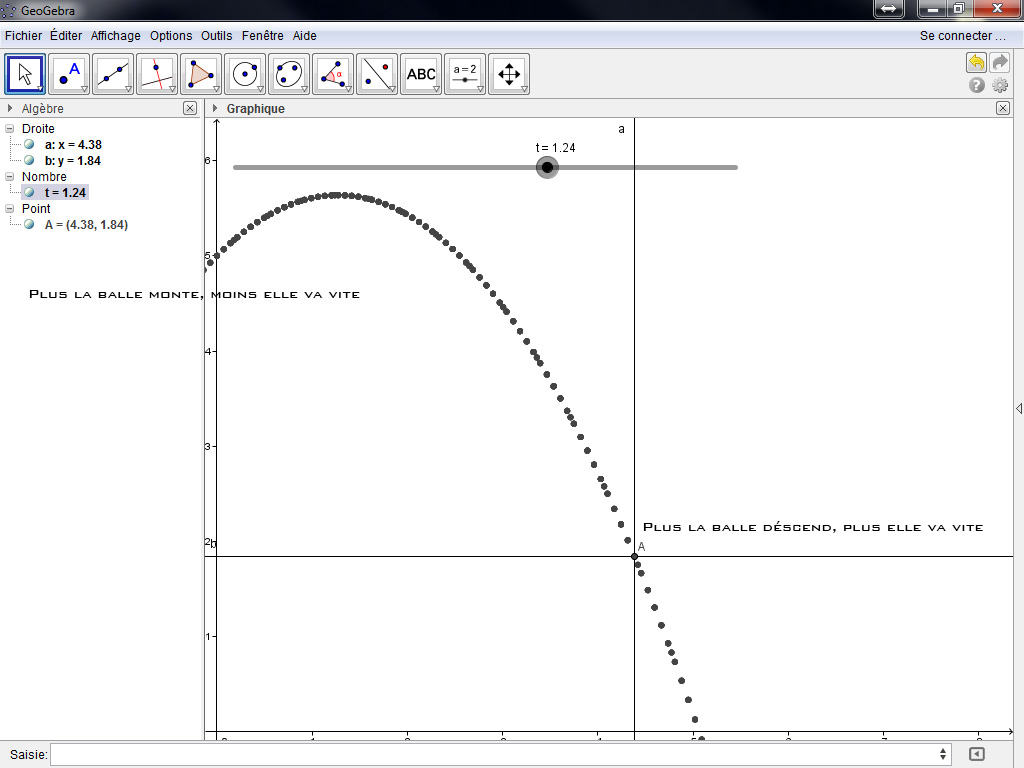 GeoGebra
Fichier Éditer Affichage Options Outils Fenêtre Aide Se connecter ...
A α ABC a = 2
Algèbre Graphique
Droite
a: x = 4.38
b: y = 1.84
Nombre
t = 1.24
Point
A = (4.38, 1.84)
a
t = 1.24
6
5
Plus la balle monte, moins elle va vite
4
3
Plus la balle déscend, plus elle va vite
2
b
A
1
Saisie: